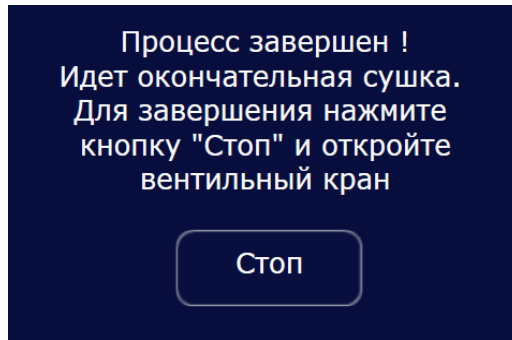 Процесс завершен !
Идет окончательная сушка.
Для завершения нажмите
кнопку "Стоп" и откройте
вентильный кран
Стоп